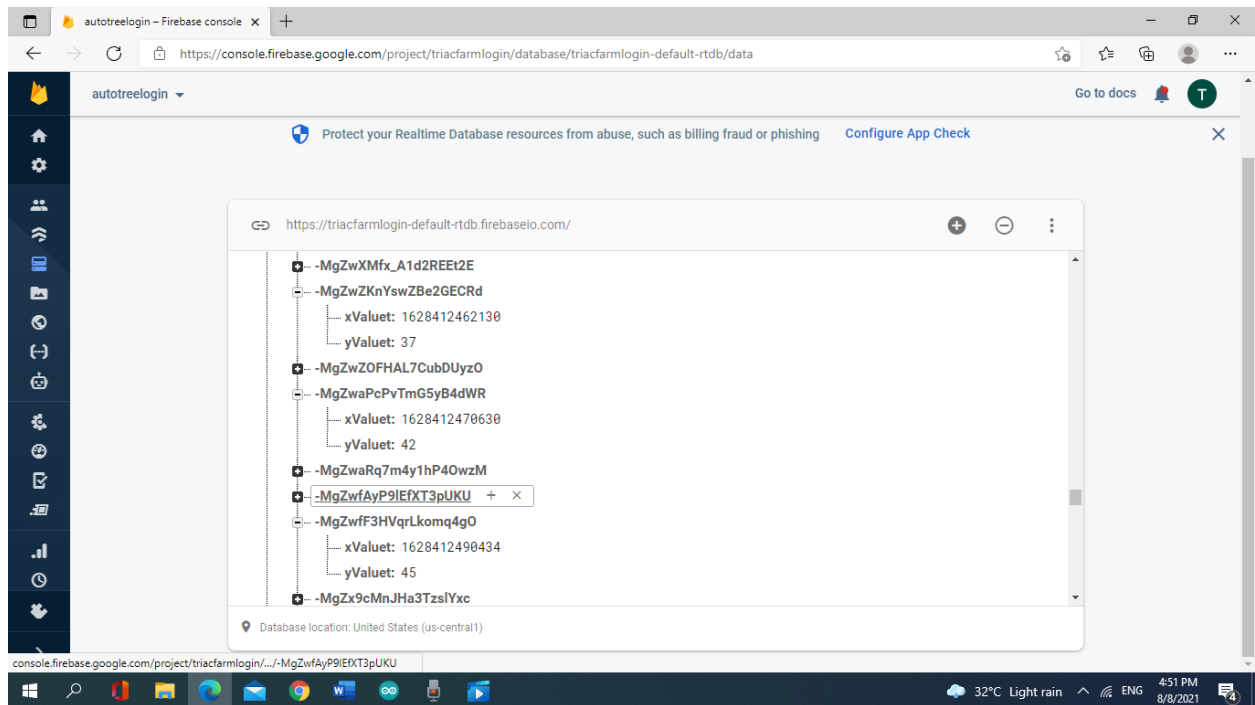 autotreelogin – Firebase console
https://console.firebase.google.com/project/triacfarmlogin/database/triacfarmlogin-default-rtdb/data
autotreelogin
Go to docs
T
Protect your Realtime Database resources from abuse, such as billing fraud or phishing Configure App Check
https://triacfarmlogin-default-rtdb.firebaseio.com/
-MgZwXMfx_A1d2REEt2E
-MgZwZKnYswZBe2GECRd
xValuet: 1628412462130
yValuet: 37
-MgZwZOFHAL7CubDUyzO
-MgZwaPcPvTmG5yB4dWR
xValuet: 1628412470630
yValuet: 42
-MgZwaRq7m4y1hP4OwzM
-MgZwfAyP9lEfXT3pUKU
-MgZwfF3HVqrLkomq4gO
xValuet: 1628412490434
yValuet: 45
-MgZx9cMnJHa3TzslYxc
Database location: United States (us-central1)
console.firebase.google.com/project/triacfarmlogin/.../-MgZwfAyP9lEfXT3pUKU
32°C Light rain
ENG
4:51 PM
8/8/2021
4